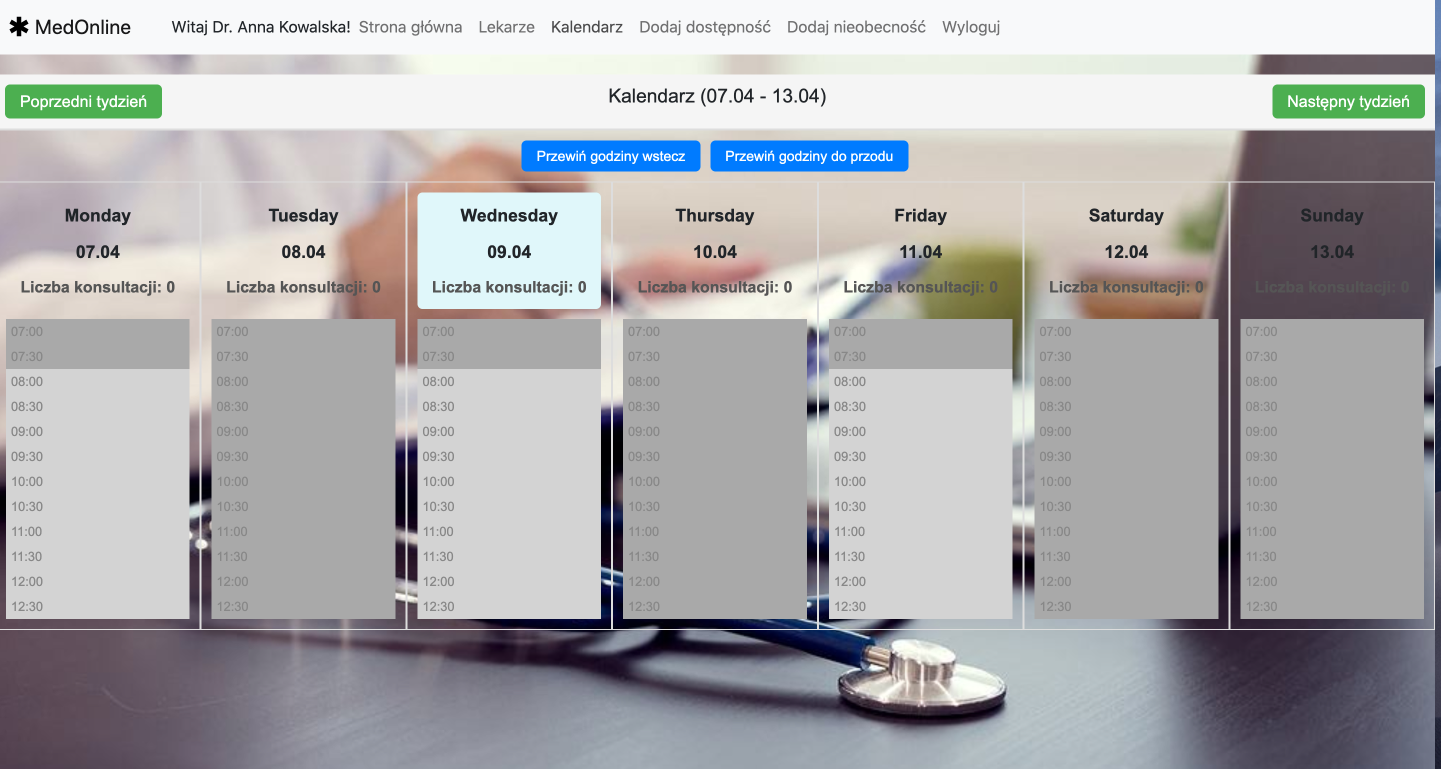 MedOnline Witaj Dr. Anna Kowalska! Strona główna Lekarze Kalendarz Dodaj dostępność Dodaj nieobecność Wyloguj
Poprzedni tydzień Kalendarz (07.04 - 13.04) Następny tydzień
Przewiń godziny wstecz Przewiń godziny do przodu
Monday Tuesday Wednesday Thursday Friday Saturday Sunday
07.04 08.04 09.04 10.04 11.04 12.04 13.04
Liczba konsultacji: 0 Liczba konsultacji: 0 Liczba konsultacji: 0 Liczba konsultacji: 0 Liczba konsultacji: 0 Liczba konsultacji: 0 Liczba konsultacji: 0
07:00 07:00 07:00 07:00 07:00 07:00 07:00
07:30 07:30 07:30 07:30 07:30 07:30 07:30
08:00 08:00 08:00 08:00 08:00 08:00 08:00
08:30 08:30 08:30 08:30 08:30 08:30 08:30
09:00 09:00 09:00 09:00 09:00 09:00 09:00
09:30 09:30 09:30 09:30 09:30 09:30 09:30
10:00 10:00 10:00 10:00 10:00 10:00 10:00
10:30 10:30 10:30 10:30 10:30 10:30 10:30
11:00 11:00 11:00 11:00 11:00 11:00 11:00
11:30 11:30 11:30 11:30 11:30 11:30 11:30
12:00 12:00 12:00 12:00 12:00 12:00 12:00
12:30 12:30 12:30 12:30 12:30 12:30 12:30